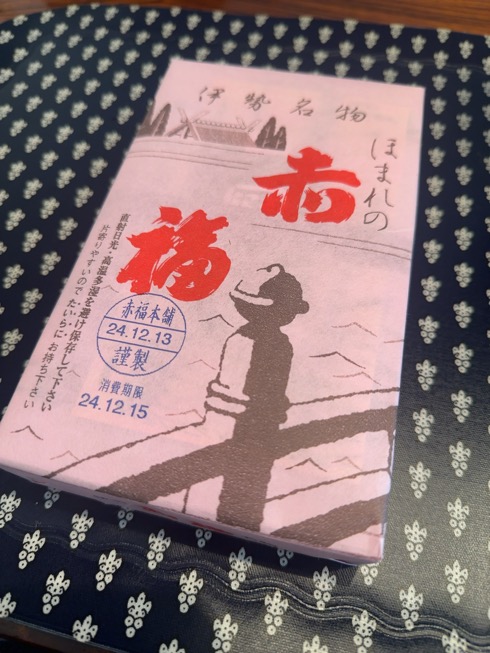 伊勢名物
ほまれの
赤
福
直射日光・高温多湿を避け保存して下さい
片寄りやすいのでたいらにお持ち下さい
赤福本舗
24.12.13
謹製
消費期限
24.12.15